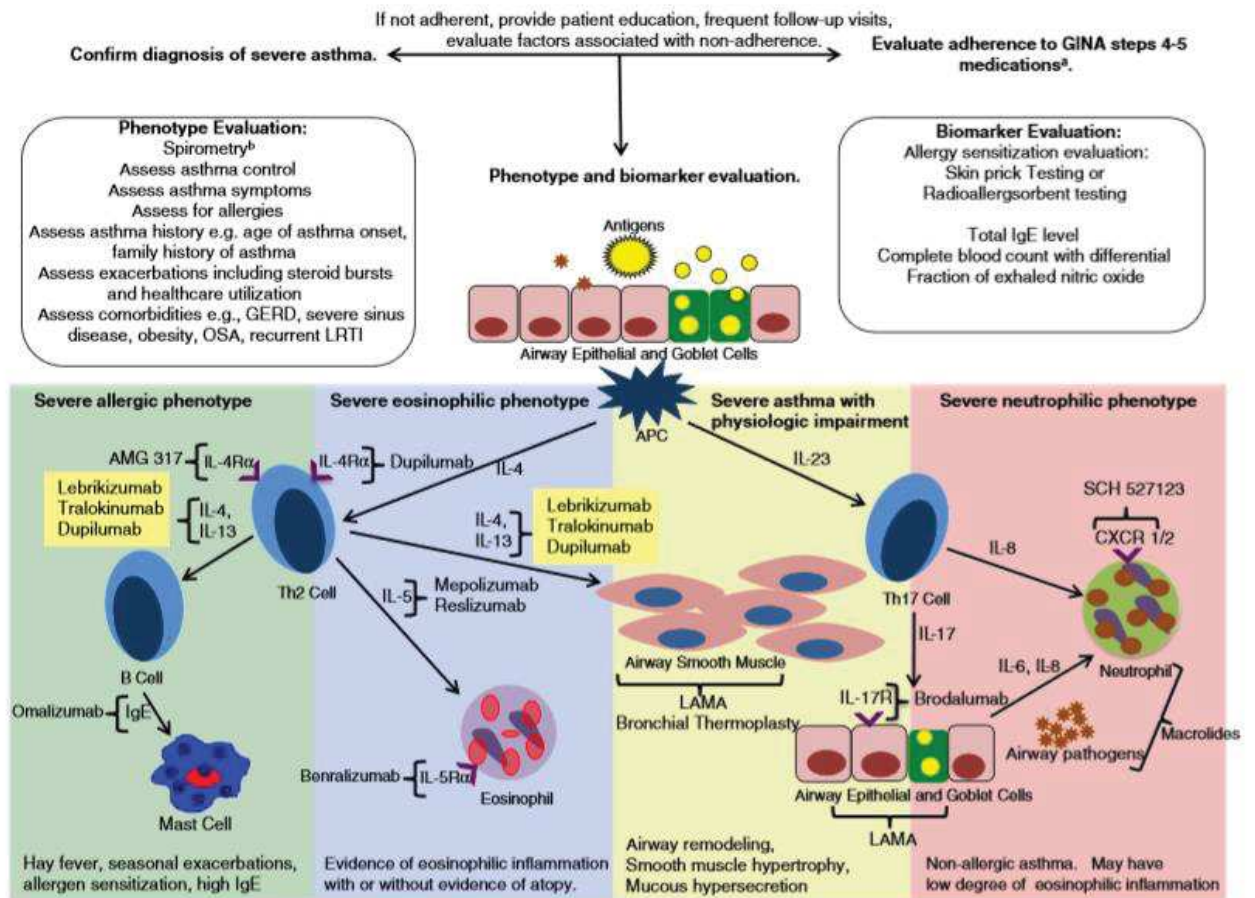 If not adherent, provide patient education, frequent follow-up visits,
evaluate factors associated with non-adherence.
Confirm diagnosis of severe asthma.
Evaluate adherence to GINA steps 4-5
medicationsª.
Phenotype Evaluation:
Spirometryᵇ
Assess asthma control
Assess asthma symptoms
Assess for allergies
Assess asthma history e.g. age of asthma onset,
family history of asthma
Assess exacerbations including steroid bursts
and healthcare utilization
Assess comorbidities e.g., GERD, severe sinus
disease, obesity, OSA, recurrent LRTI
Phenotype and biomarker evaluation.
Biomarker Evaluation:
Allergy sensitization evaluation:
Skin prick Testing or
Radioallergsorbent testing
Total IgE level
Complete blood count with differential
Fraction of exhaled nitric oxide
Antigens
Airway Epithelial and Goblet Cells
APC
Severe allergic phenotype
AMG 317
IL-4Rα
Lebrikizumab
Tralokinumab
Dupilumab
IL-4,
IL-13
B Cell
Omalizumab
IgE
Mast Cell
Hay fever, seasonal exacerbations,
allergen sensitization, high IgE
Severe eosinophilic phenotype
IL-4Rα
Dupilumab
IL-4
Th2 Cell
IL-4,
IL-13
Lebrikizumab
Tralokinumab
Dupilumab
IL-5
Mepolizumab
Reslizumab
Benralizumab
IL-5Rα
Eosinophil
Evidence of eosinophilic inflammation
with or without evidence of atopy.
Severe asthma with
physiologic impairment
IL-23
Th17 Cell
Airway Smooth Muscle
LAMA
Bronchial Thermoplasty
IL-17
IL-17R
Brodalumab
Airway Epithelial and Goblet Cells
LAMA
Airway remodeling,
Smooth muscle hypertrophy,
Mucous hypersecretion
Severe neutrophilic phenotype
SCH 527123
CXCR 1/2
IL-8
Neutrophil
IL-6, IL-8
Airway pathogens
Macrolides
Non-allergic asthma. May have
low degree of eosinophilic inflammation